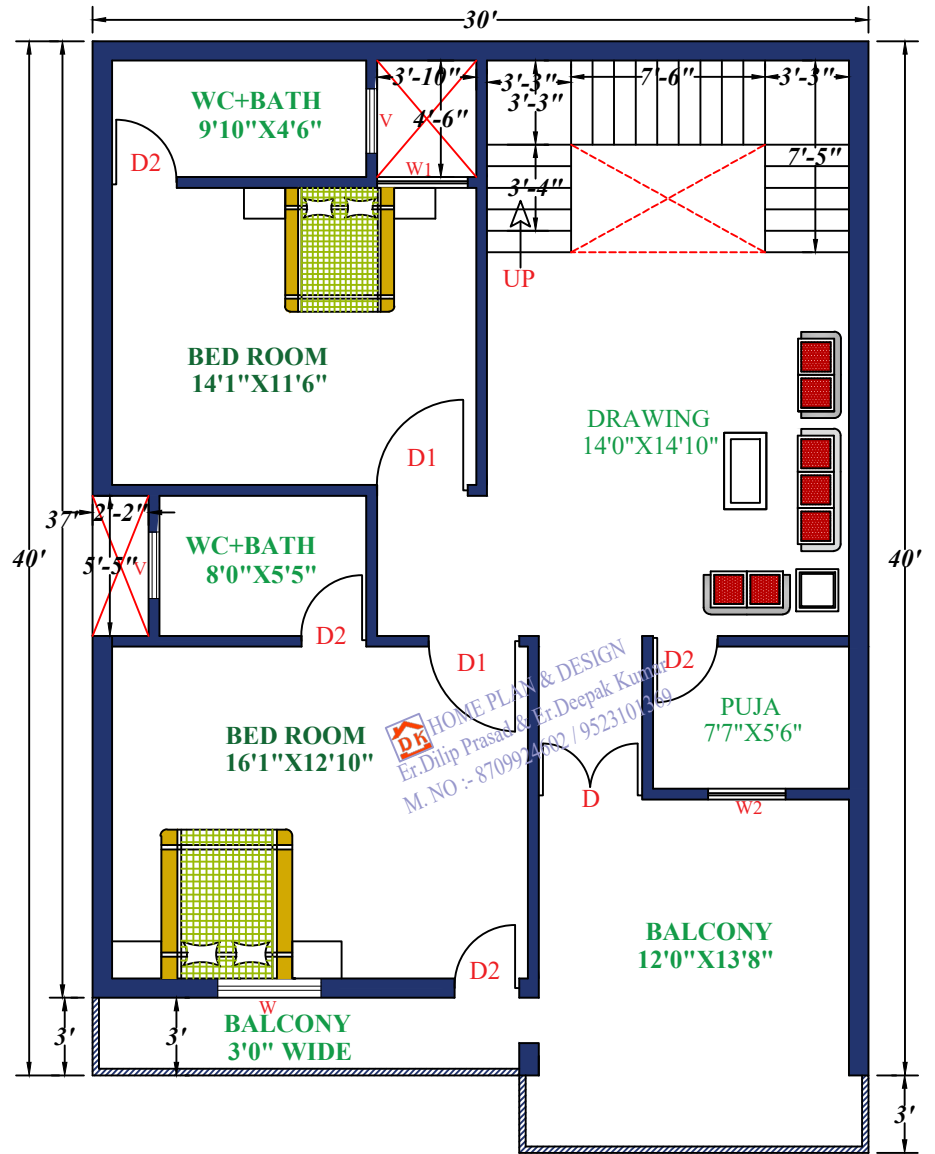 30'
WC+BATH
9'10"X4'6"
D2
V
3'-10"
4'-6"
W1
3'-3"
3'-3"
7'-6"
3'-3"
7'-5"
3'-4"
UP
BED ROOM
14'1"X11'6"
D1
DRAWING
14'0"X14'10"
37'
40'
40'
2'-2"
5'-5"
V
WC+BATH
8'0"X5'5"
D2
D1
D2
PUJA
7'7"X5'6"
W2
D
BED ROOM
16'1"X12'10"
DK
HOME PLAN & DESIGN
Er.Dilip Prasad & Er.Deepak Kumar
M. NO :- 8709924602 / 9523101369
BALCONY
12'0"X13'8"
D2
W
BALCONY
3'0" WIDE
3'
3'
3'